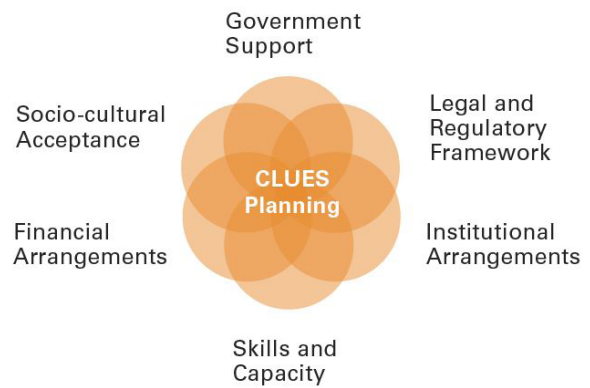 Government
Support
Socio-cultural
Acceptance
Legal and
Regulatory
Framework
CLUES
Planning
Financial
Arrangements
Institutional
Arrangements
Skills and
Capacity